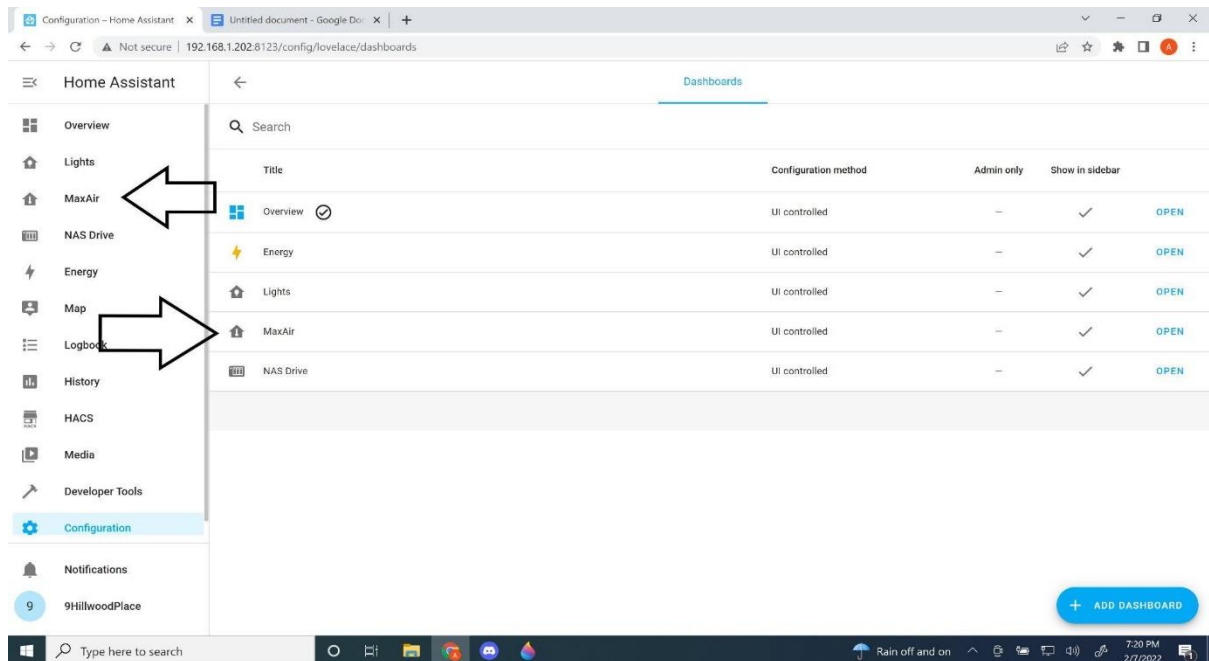 Configuration – Home Assistant
Untitled document - Google Doc
Not secure | 192.168.1.202:8123/config/lovelace/dashboards
A
Home Assistant
Overview
Lights
MaxAir
NAS Drive
Energy
Map
Logbook
History
HACS
Media
Developer Tools
Configuration
Notifications
9 9HillwoodPlace
Dashboards
Search
Title Configuration method Admin only Show in sidebar
Overview UI controlled – OPEN
Energy UI controlled – OPEN
Lights UI controlled – OPEN
MaxAir UI controlled – OPEN
NAS Drive UI controlled – OPEN
+ ADD DASHBOARD
Type here to search
Rain off and on
7:20 PM
2/7/2022